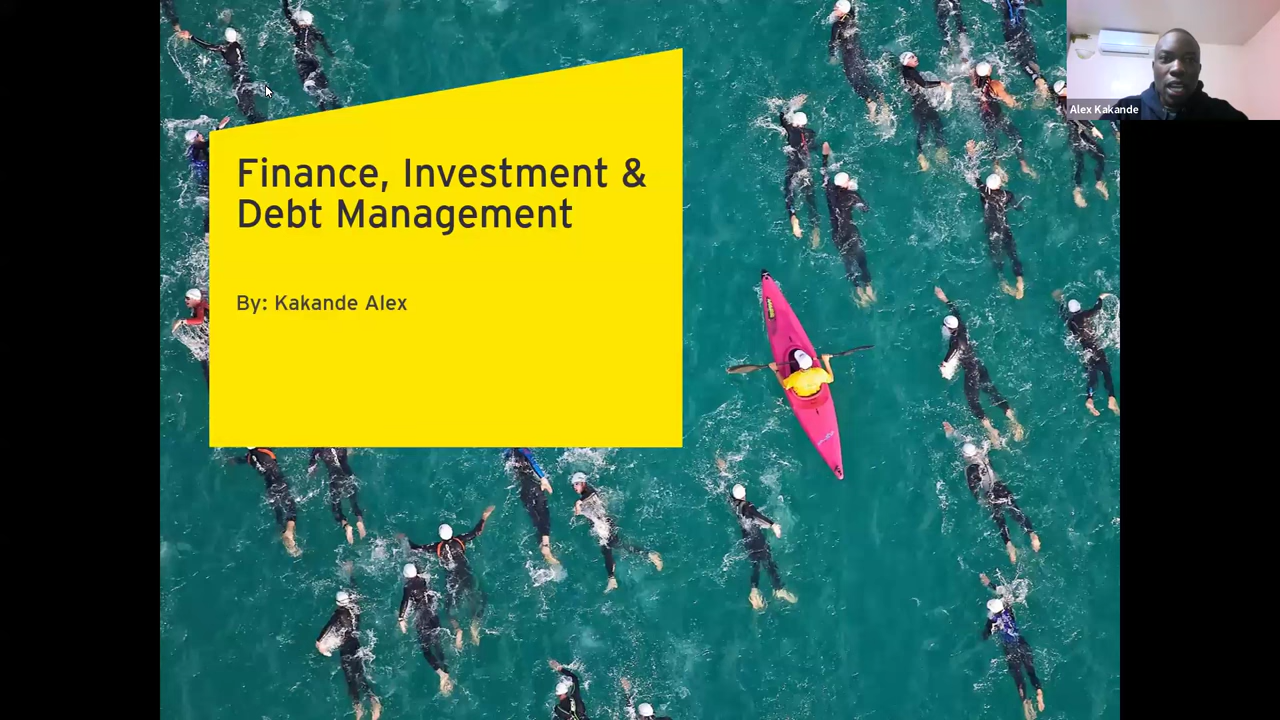 Finance, Investment &
Debt Management
By: Kakande Alex
Alex Kakande